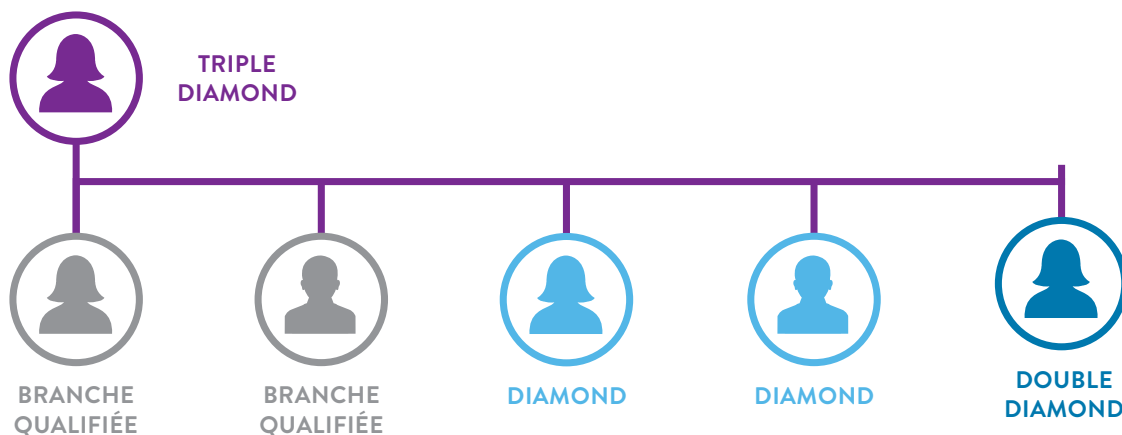 TRIPLE
DIAMOND
BRANCHE
QUALIFIÉE
BRANCHE
QUALIFIÉE
DIAMOND
DIAMOND
DOUBLE
DIAMOND